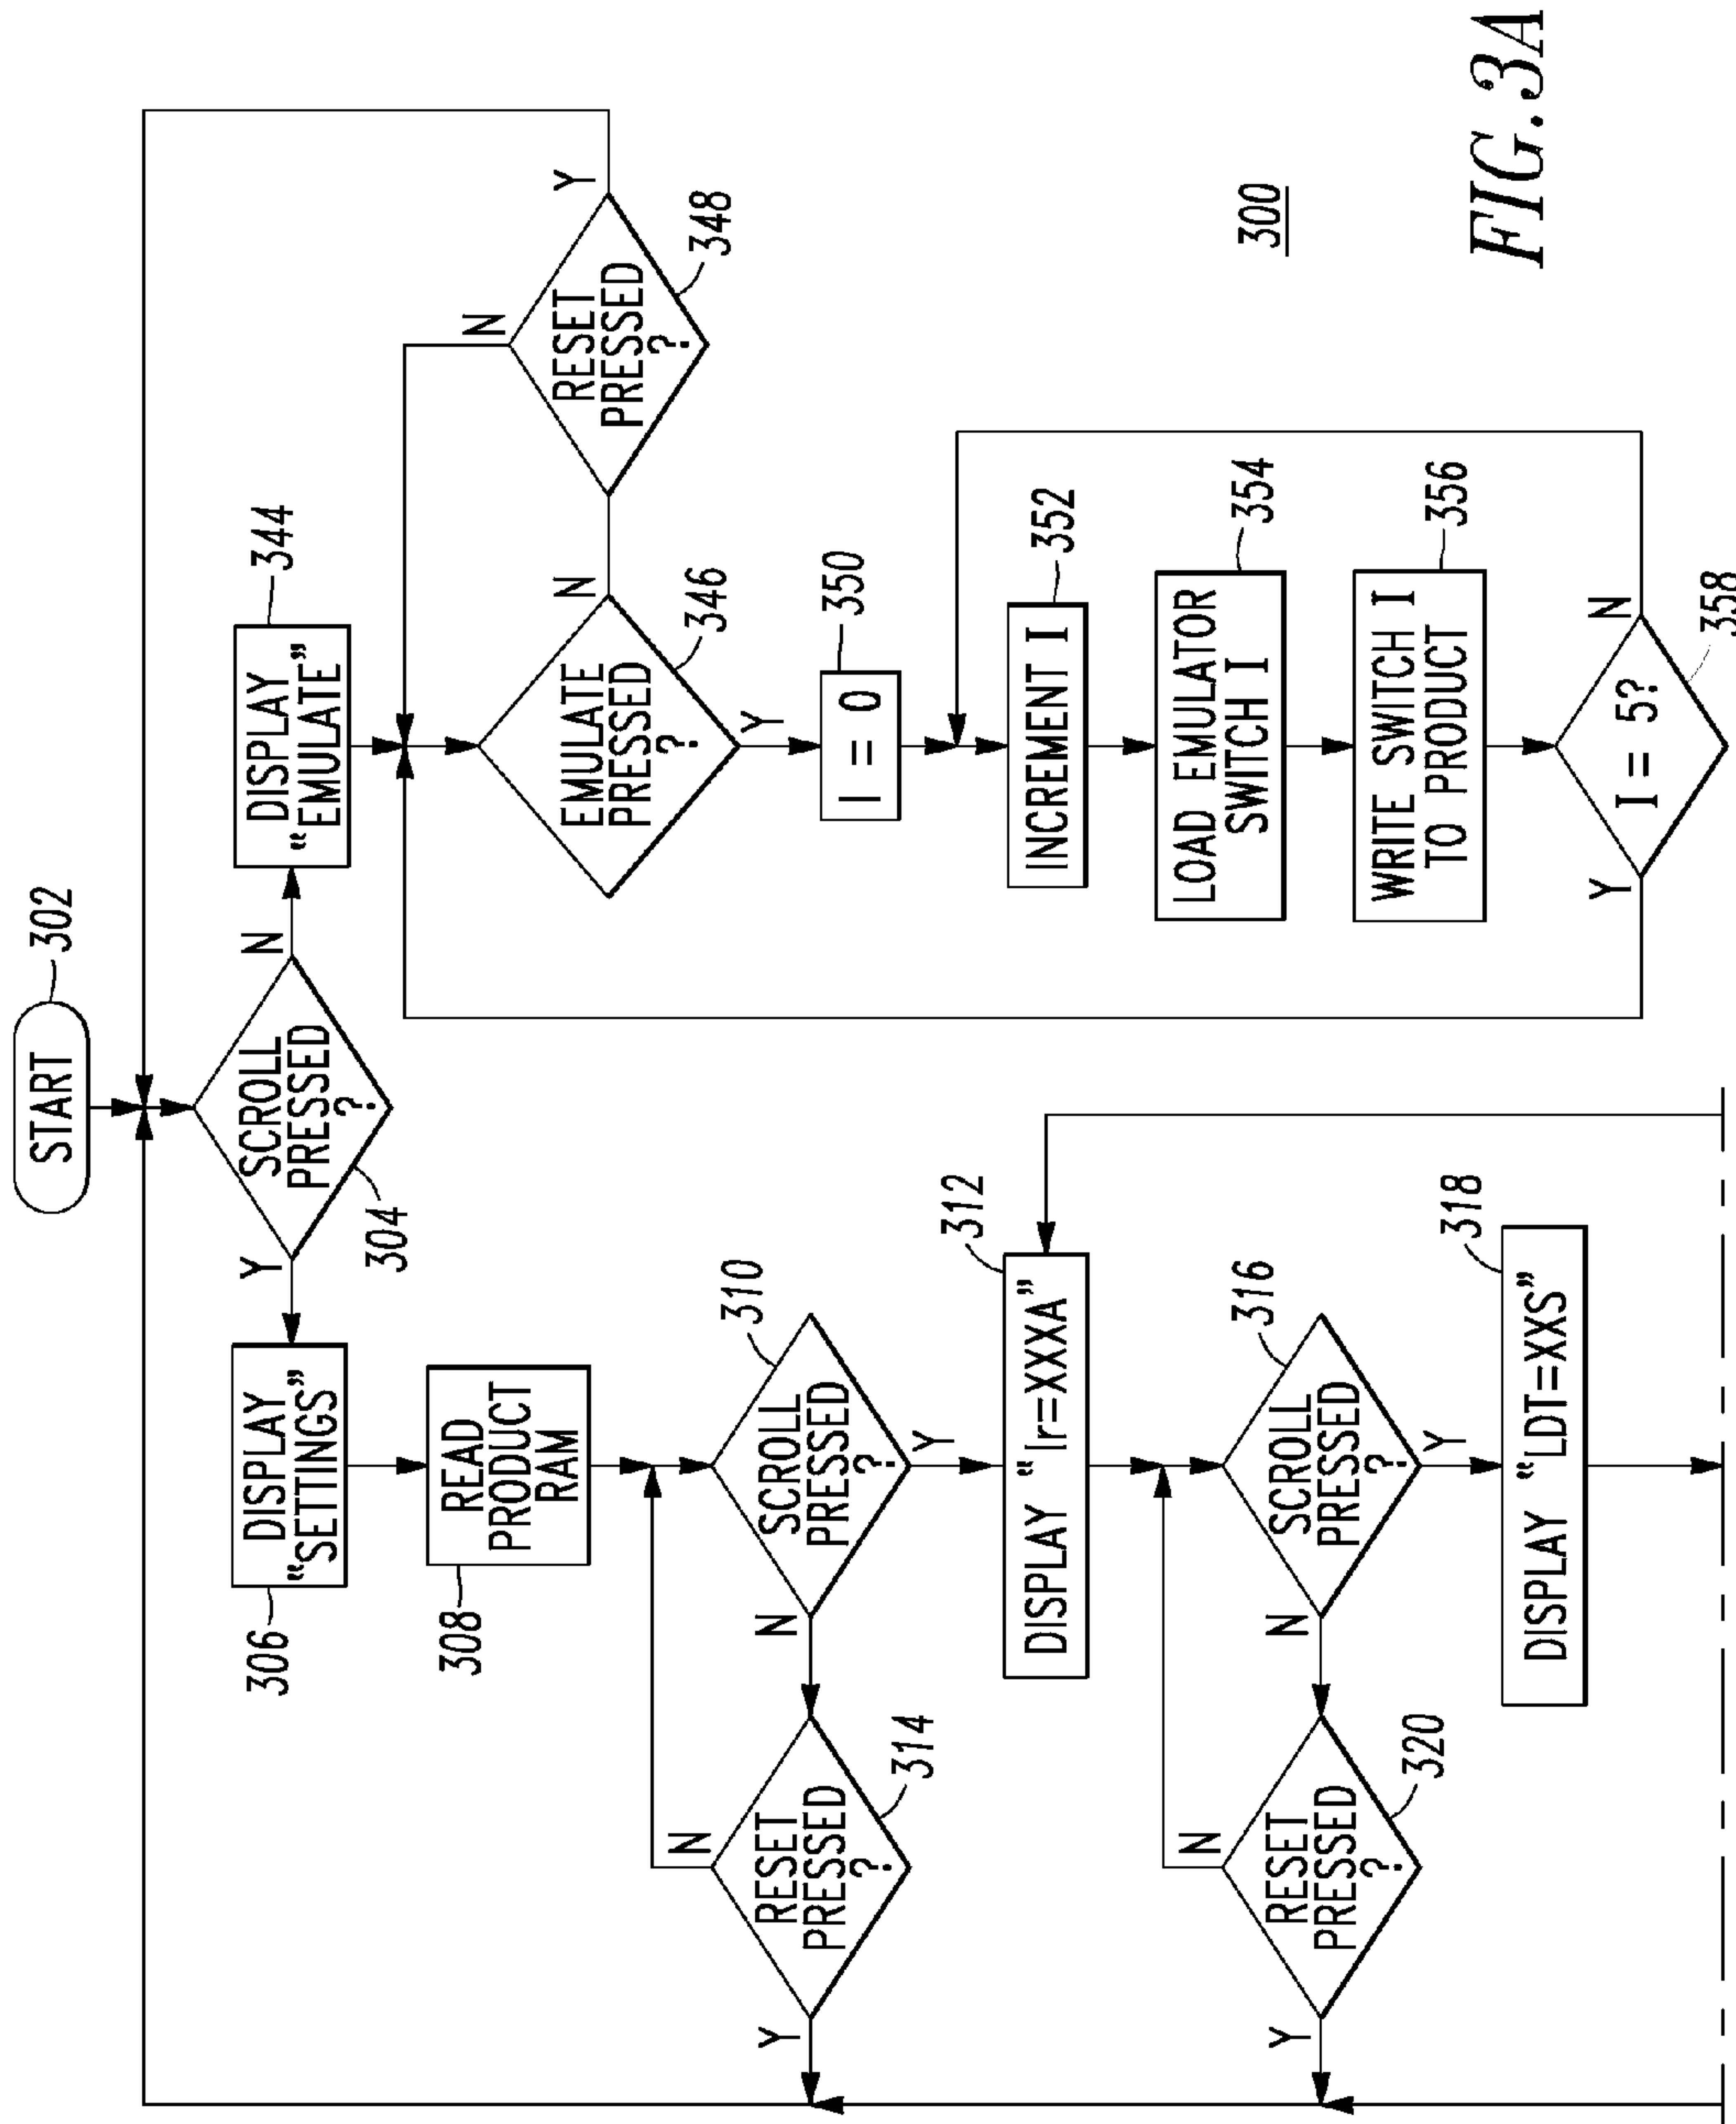 START
302
SCROLL
PRESSED
?
304
Y
N
DISPLAY
“SETTINGS”
306
READ
PRODUCT
RAM
308
SCROLL
PRESSED
?
310
N
Y
RESET
PRESSED
?
314
N
Y
DISPLAY “Ir=XXXA”
312
SCROLL
PRESSED
?
316
N
Y
RESET
PRESSED
?
320
N
Y
DISPLAY “LDT=XXS”
318
DISPLAY
“EMULATE”
344
EMULATE
PRESSED
?
346
N
Y
RESET
PRESSED
?
348
N
Y
I = 0
350
INCREMENT I
352
LOAD EMULATOR
SWITCH I
354
WRITE SWITCH I
TO PRODUCT
356
I = 5?
358
Y
N
300
FIG.3A